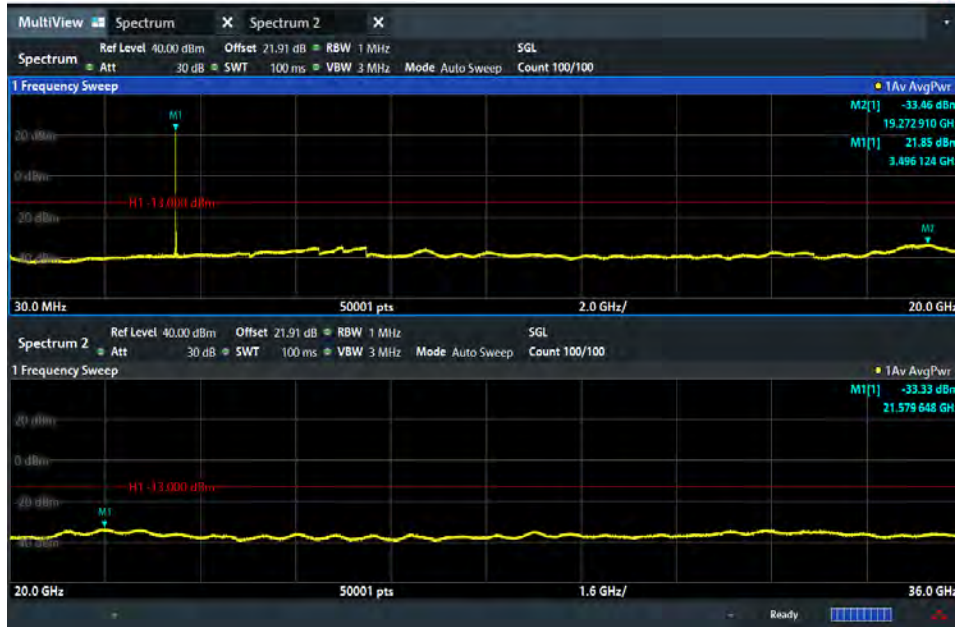 MultiView Spectrum X Spectrum 2 X
Spectrum Ref Level 40.00 dBm Offset 21.91 dB RBW 1 MHz SGL
Att 30 dB SWT 100 ms VBW 3 MHz Mode Auto Sweep Count 100/100
1 Frequency Sweep 1Av AvgPwr
M2[1] -33.46 dBm
19.272 910 GH
M1
M1[1] 21.85 dBm
3.496 124 GH
20 dBm
0 dBm
H1 -13.000 dBm
-20 dBm
M2
-40 dBm
30.0 MHz 50001 pts 2.0 GHz/ 20.0 GHz
Spectrum 2 Ref Level 40.00 dBm Offset 21.91 dB RBW 1 MHz SGL
Att 30 dB SWT 100 ms VBW 3 MHz Mode Auto Sweep Count 100/100
1 Frequency Sweep 1Av AvgPwr
M1[1] -33.33 dBm
21.579 648 GH
20 dBm
0 dBm
H1 -13.000 dBm
-20 dBm
M1
-40 dBm
20.0 GHz 50001 pts 1.6 GHz/ 36.0 GHz
Ready